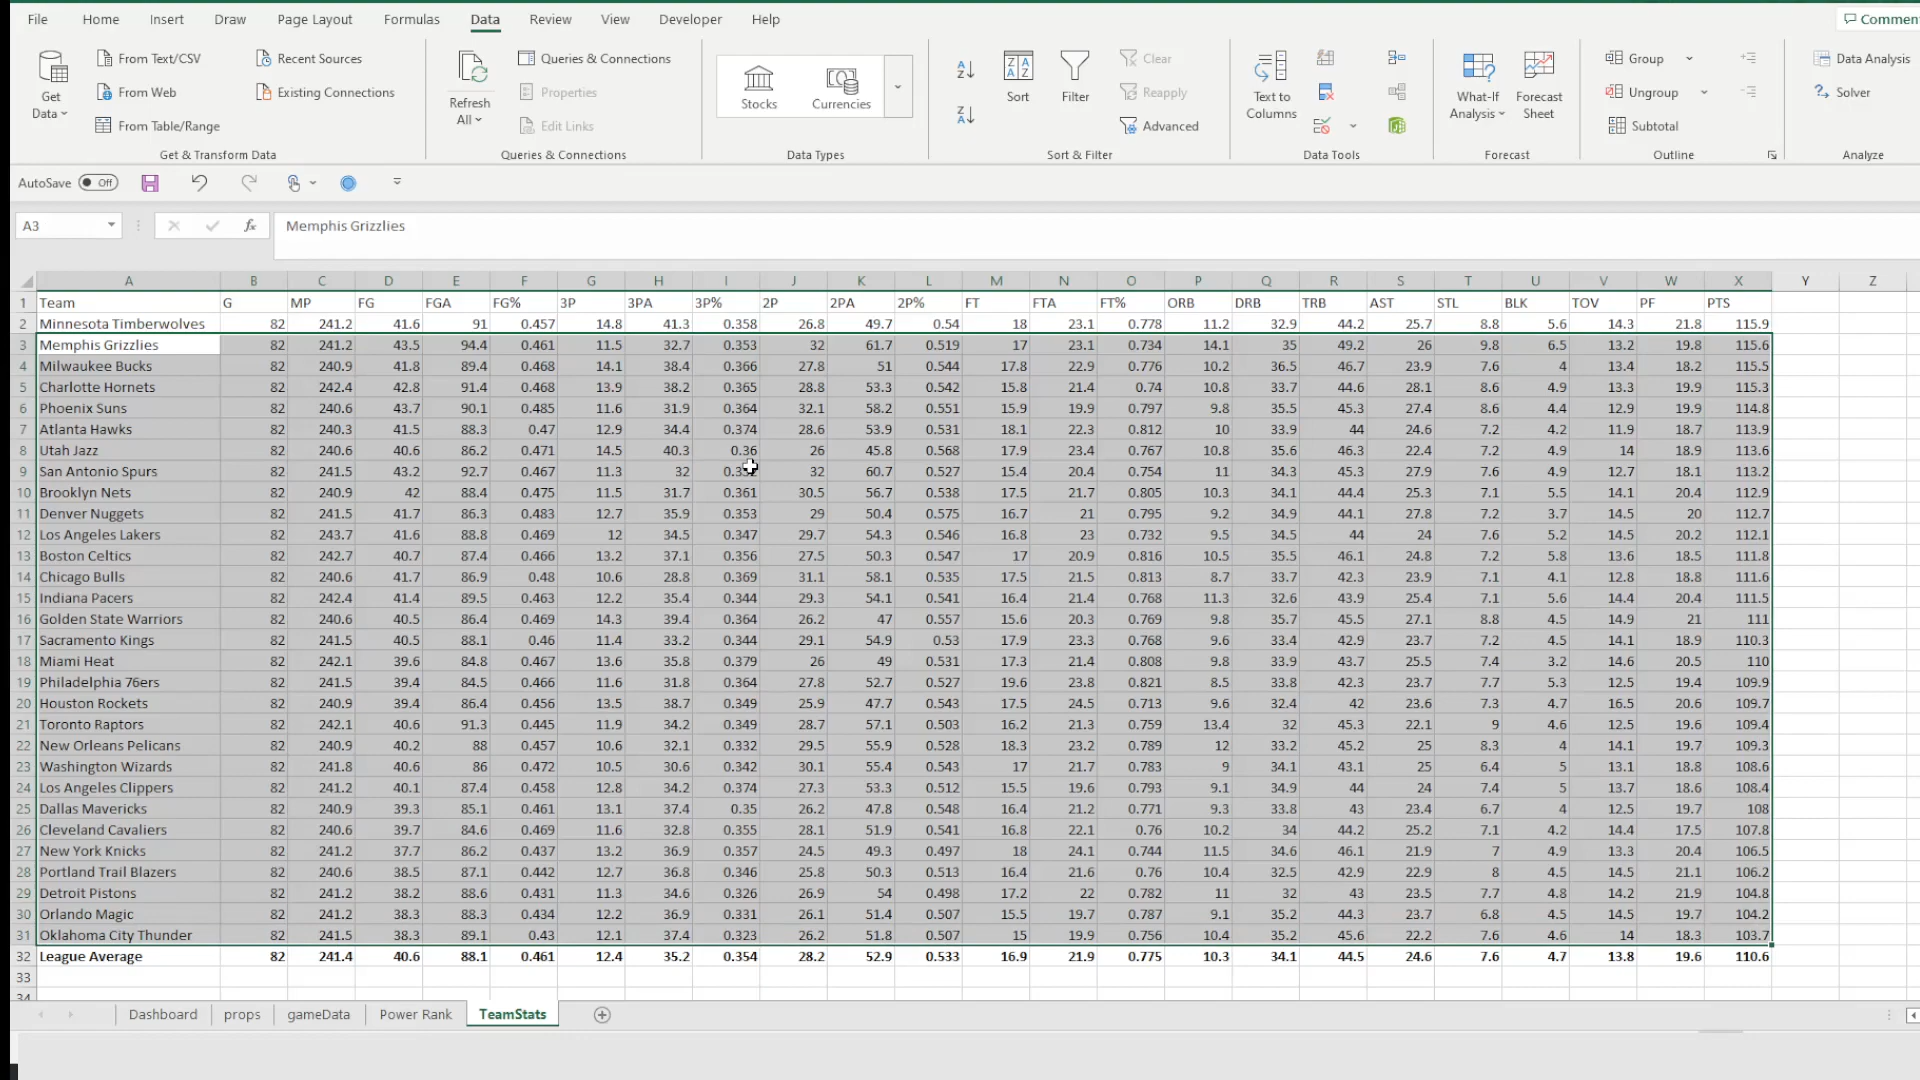 File Home Insert Draw Page Layout Formulas Data Review View Developer Help
Get Data
From Text/CSV
From Web
From Table/Range
Recent Sources
Existing Connections
Get & Transform Data
Refresh All
Queries & Connections
Properties
Edit Links
Queries & Connections
Stocks
Currencies
Data Types
Sort
Filter
Clear
Reapply
Advanced
Sort & Filter
Text to Columns
Data Tools
What-If Analysis
Forecast Sheet
Forecast
Group
Ungroup
Subtotal
Outline
Data Analysis
Solver
Analyze
AutoSave Off
A3 fx Memphis Grizzlies
A B C D E F G H I J K L M N O P Q R S T U V W X Y Z
1 Team G MP FG FGA FG% 3P 3PA 3P% 2P 2PA 2P% FT FTA FT% ORB DRB TRB AST STL BLK TOV PF PTS
2 Minnesota Timberwolves 82 241.2 41.6 91 0.457 14.8 41.3 0.358 26.8 49.7 0.54 18 23.1 0.778 11.2 32.9 44.2 25.7 8.8 5.6 14.3 21.8 115.9
3 Memphis Grizzlies 82 241.2 43.5 94.4 0.461 11.5 32.7 0.353 32 61.7 0.519 17 23.1 0.734 14.1 35 49.2 26 9.8 6.5 13.2 19.8 115.6
4 Milwaukee Bucks 82 240.9 41.8 89.4 0.468 14.1 38.4 0.366 27.8 51 0.544 17.8 22.9 0.776 10.2 36.5 46.7 23.9 7.6 4 13.4 18.2 115.5
5 Charlotte Hornets 82 242.4 42.8 91.4 0.468 13.9 38.2 0.365 28.8 53.3 0.542 15.8 21.4 0.74 10.8 33.7 44.6 28.1 8.6 4.9 13.3 19.9 115.3
6 Phoenix Suns 82 240.6 43.7 90.1 0.485 11.6 31.9 0.364 32.1 58.2 0.551 15.9 19.9 0.797 9.8 35.5 45.3 27.4 8.6 4.4 12.9 19.9 114.8
7 Atlanta Hawks 82 240.3 41.5 88.3 0.47 12.9 34.4 0.374 28.6 53.9 0.531 18.1 22.3 0.812 10 33.9 44 24.6 7.2 4.2 11.9 18.7 113.9
8 Utah Jazz 82 240.6 40.6 86.2 0.471 14.5 40.3 0.36 26 45.8 0.568 17.9 23.4 0.767 10.8 35.6 46.3 22.4 7.2 4.9 14 18.9 113.6
9 San Antonio Spurs 82 241.5 43.2 92.7 0.467 11.3 32 32 60.7 0.527 15.4 20.4 0.754 11 34.3 45.3 27.9 7.6 4.9 12.7 18.1 113.2
10 Brooklyn Nets 82 240.9 42 88.4 0.475 11.5 31.7 0.361 30.5 56.7 0.538 17.5 21.7 0.805 10.3 34.1 44.4 25.3 7.1 5.5 14.1 20.4 112.9
11 Denver Nuggets 82 241.5 41.7 86.3 0.483 12.7 35.9 0.353 29 50.4 0.575 16.7 21 0.795 9.2 34.9 44.1 27.8 7.2 3.7 14.5 20 112.7
12 Los Angeles Lakers 82 243.7 41.6 88.8 0.469 12 34.5 0.347 29.7 54.3 0.546 16.8 23 0.732 9.5 34.5 44 24 7.6 5.2 14.5 20.2 112.1
13 Boston Celtics 82 242.7 40.7 87.4 0.466 13.2 37.1 0.356 27.5 50.3 0.547 17 20.9 0.816 10.5 35.5 46.1 24.8 7.2 5.8 13.6 18.5 111.8
14 Chicago Bulls 82 240.6 41.7 86.9 0.48 10.6 28.8 0.369 31.1 58.1 0.535 17.5 21.5 0.813 8.7 33.7 42.3 23.9 7.1 4.1 12.8 18.8 111.6
15 Indiana Pacers 82 242.4 41.4 89.5 0.463 12.2 35.4 0.344 29.3 54.1 0.541 16.4 21.4 0.768 11.3 32.6 43.9 25.4 7.1 5.6 14.4 20.4 111.5
16 Golden State Warriors 82 240.6 40.5 86.4 0.469 14.3 39.4 0.364 26.2 47 0.557 15.6 20.3 0.769 9.8 35.7 45.5 27.1 8.8 4.5 14.9 21 111
17 Sacramento Kings 82 241.5 40.5 88.1 0.46 11.4 33.2 0.344 29.1 54.9 0.53 17.9 23.3 0.768 9.6 33.4 42.9 23.7 7.2 4.5 14.1 18.9 110.3
18 Miami Heat 82 242.1 39.6 84.8 0.467 13.6 35.8 0.379 26 49 0.531 17.3 21.4 0.808 9.8 33.9 43.7 25.5 7.4 3.2 14.6 20.5 110
19 Philadelphia 76ers 82 241.5 39.4 84.5 0.466 11.6 31.8 0.364 27.8 52.7 0.527 19.6 23.8 0.821 8.5 33.8 42.3 23.7 7.7 5.3 12.5 19.4 109.9
20 Houston Rockets 82 240.9 39.4 86.4 0.456 13.5 38.7 0.349 25.9 47.7 0.543 17.5 24.5 0.713 9.6 32.4 42 23.6 7.3 4.7 16.5 20.6 109.7
21 Toronto Raptors 82 242.1 40.6 91.3 0.445 11.9 34.2 0.349 28.7 57.1 0.503 16.2 21.3 0.759 13.4 32 45.3 22.1 9 4.6 12.5 19.6 109.4
22 New Orleans Pelicans 82 240.9 40.2 88 0.457 10.6 32.1 0.332 29.5 55.9 0.528 18.3 23.2 0.789 12 33.2 45.2 25 8.3 4 14.1 19.7 109.3
23 Washington Wizards 82 241.8 40.6 86 0.472 10.5 30.6 0.342 30.1 55.4 0.543 17 21.7 0.783 9 34.1 43.1 25 6.4 5 13.1 18.8 108.6
24 Los Angeles Clippers 82 241.2 40.1 87.4 0.458 12.8 34.2 0.374 27.3 53.3 0.512 15.5 19.6 0.793 9.1 34.9 44 24 7.4 5 13.7 18.6 108.4
25 Dallas Mavericks 82 240.9 39.3 85.1 0.461 13.1 37.4 0.35 26.2 47.8 0.548 16.4 21.2 0.771 9.3 33.8 43 23.4 6.7 4 12.5 19.7 108
26 Cleveland Cavaliers 82 240.6 39.7 84.6 0.469 11.6 32.8 0.355 28.1 51.9 0.541 16.8 22.1 0.76 10.2 34 44.2 25.2 7.1 4.2 14.4 17.5 107.8
27 New York Knicks 82 241.2 37.7 86.2 0.437 13.2 36.9 0.357 24.5 49.3 0.497 18 24.1 0.744 11.5 34.6 46.1 21.9 7 4.9 13.3 20.4 106.5
28 Portland Trail Blazers 82 240.6 38.5 87.1 0.442 12.7 36.8 0.346 25.8 50.3 0.513 16.4 21.6 0.76 10.4 32.5 42.9 22.9 8 4.5 14.5 21.1 106.2
29 Detroit Pistons 82 241.2 38.2 88.6 0.431 11.3 34.6 0.326 26.9 54 0.498 17.2 22 0.782 11 32 43 23.5 7.7 4.8 14.2 21.9 104.8
30 Orlando Magic 82 241.2 38.3 88.3 0.434 12.2 36.9 0.331 26.1 51.4 0.507 15.5 19.7 0.787 9.1 35.2 44.3 23.7 6.8 4.5 14.5 19.7 104.2
31 Oklahoma City Thunder 82 241.5 38.3 89.1 0.43 12.1 37.4 0.323 26.2 51.8 0.507 15 19.9 0.756 10.4 35.2 45.6 22.2 7.6 4.6 14 18.3 103.7
32 League Average 82 241.4 40.6 88.1 0.461 12.4 35.2 0.354 28.2 52.9 0.533 16.9 21.9 0.775 10.3 34.1 44.5 24.6 7.6 4.7 13.8 19.6 110.6
33
34
Dashboard props gameData Power Rank TeamStats